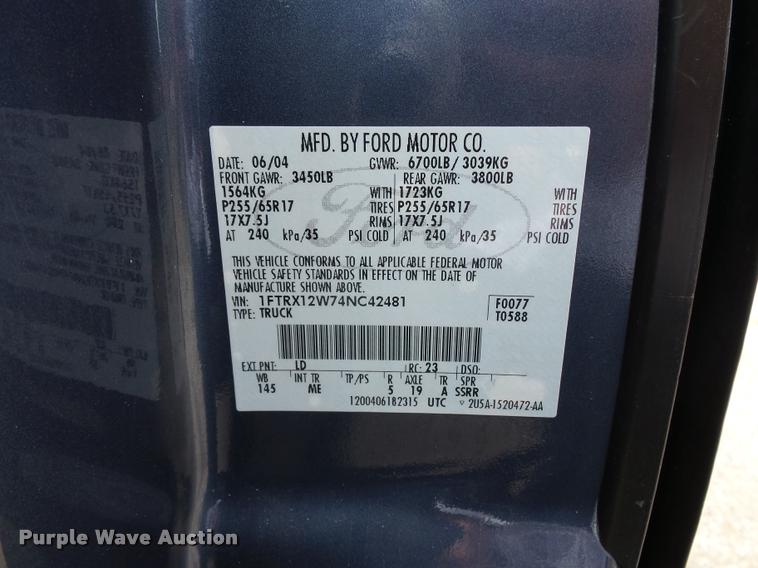 MFD. BY FORD MOTOR CO.
DATE: 06/04 GVWR: 6700LB/ 3039KG
FRONT GAWR: 3450LB REAR GAWR: 3800LB
1564KG WITH 1723KG WITH
P255/65R17 TIRES P255/65R17 TIRES
17X7.5J RIMS 17X7.5J RIMS
AT 240 kPa/35 PSI COLD AT 240 kPa/35 PSI COLD
Ford
THIS VEHICLE CONFORMS TO ALL APPLICABLE FEDERAL MOTOR
VEHICLE SAFETY STANDARDS IN EFFECT ON THE DATE OF
MANUFACTURE SHOWN ABOVE.
VIN: 1FTRX12W74NC42481 F0077
TYPE: TRUCK T0588
EXT PNT: LD RC: 23 DSO:
WB INT TR TP/PS R AXLE TR SPR
145 ME 5 19 A SSRR
1200406182315 UTC ▿ 2U5A-1520472-AA
Purple Wave Auction